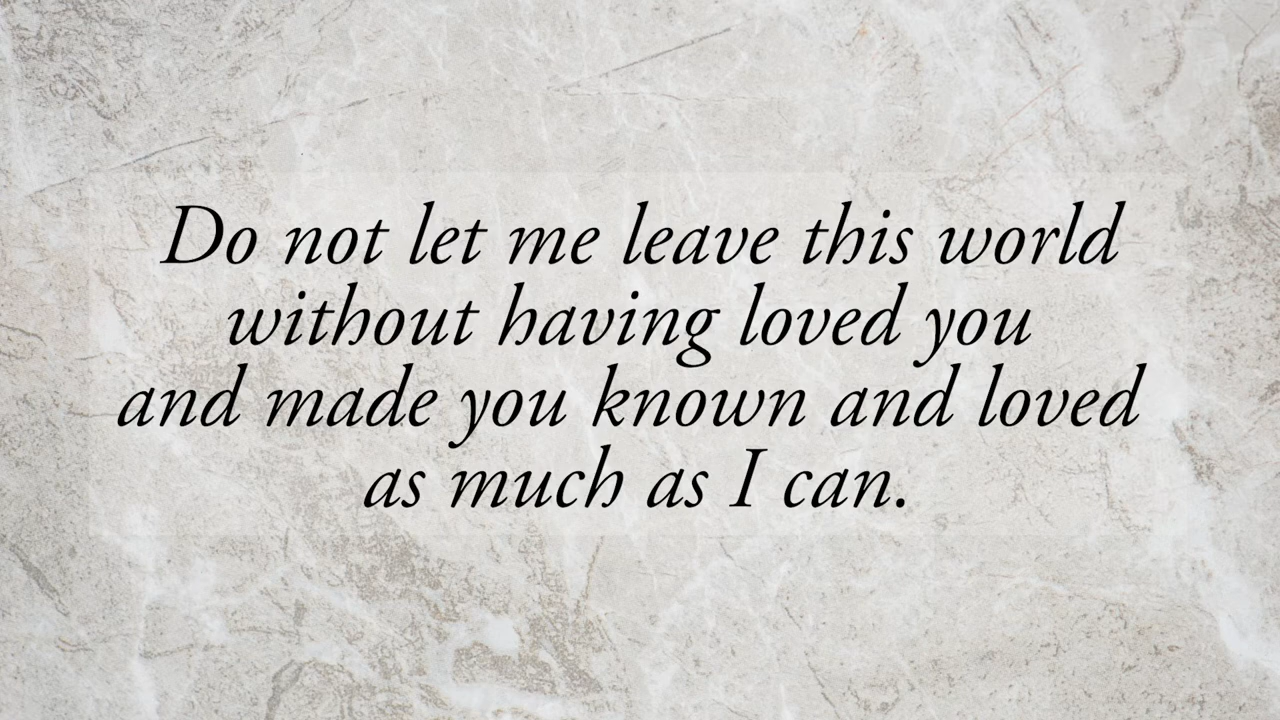 Do not let me leave this world
without having loved you
and made you known and loved
as much as I can.